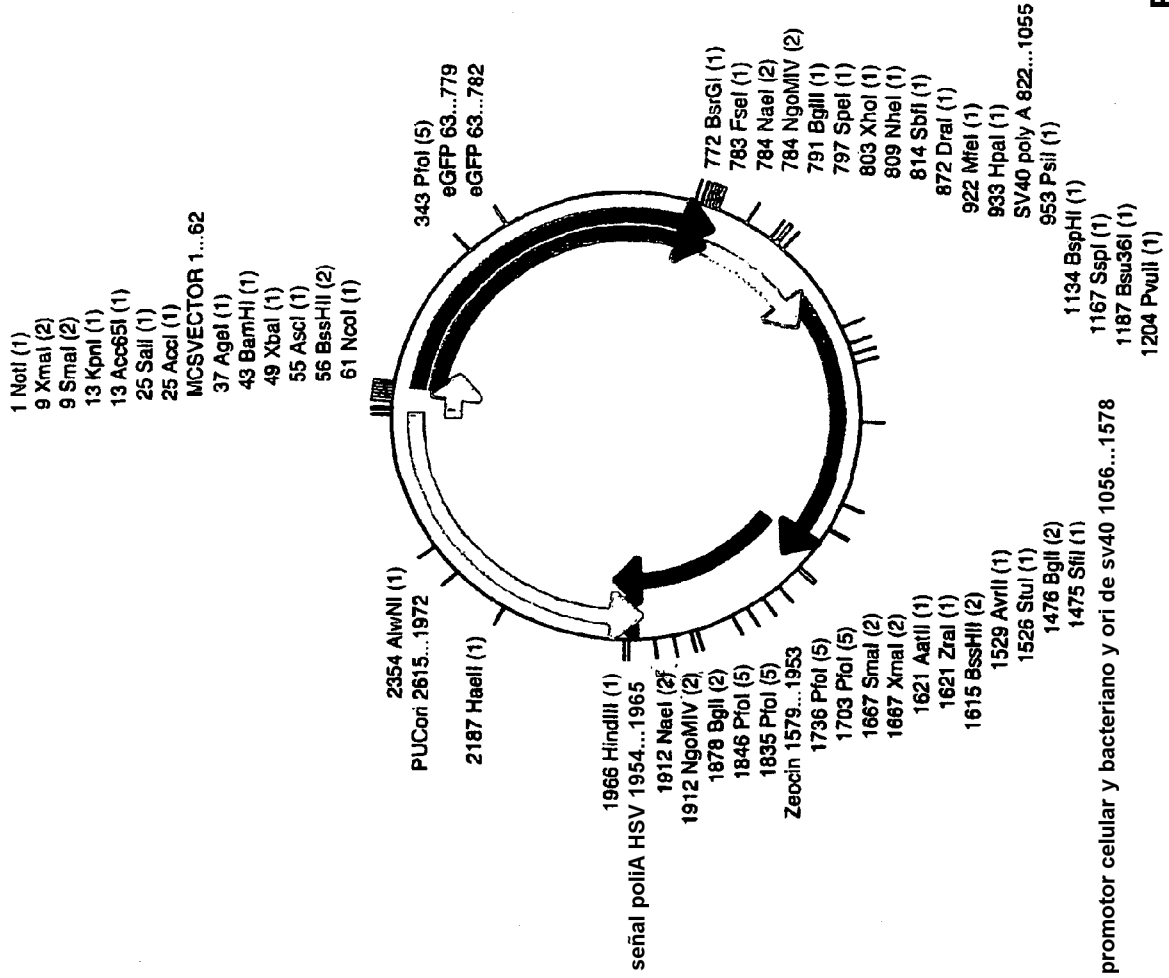 1 NotI (1)
9 XmaI (2)
9 SmaI (2)
13 KpnI (1)
13 Acc65I (1)
25 SalI (1)
25 AccI (1)
MCSVECTOR 1...62
37 AgeI (1)
43 BamHI (1)
49 XbaI (1)
55 AscI (1)
56 BssHII (2)
61 NcoI (1)
343 PfoI (5)
eGFP 63...779
eGFP 63...782
772 BsrGI (1)
783 FseI (1)
784 NaeI (2)
784 NgoMIV (2)
791 BglII (1)
797 SpeI (1)
803 XhoI (1)
809 NheI (1)
814 SbfI (1)
872 DraI (1)
922 MfeI (1)
933 HpaI (1)
SV40 poly A 822...1055
953 PsiI (1)
1134 BspHI (1)
1167 SspI (1)
1187 Bsu36I (1)
1204 PvuII (1)
promotor celular y bacteriano y ori de sv40 1056...1578
1475 SfiI (1)
1476 BglI (2)
1526 StuI (1)
1529 AvrII (1)
1615 BssHII (2)
1621 ZraI (1)
1621 AatII (1)
1667 XmaI (2)
1667 SmaI (2)
1703 PfoI (5)
1736 PfoI (5)
Zeocin 1579...1953
1835 PfoI (5)
1846 PfoI (5)
1878 BglI (2)
1912 NgoMIV (2)
1912 NaeI (2)
señal poliA HSV 1954...1965
1966 HindIII (1)
2187 HaeII (1)
PUCori 2615...1972
2354 AlwNI (1)